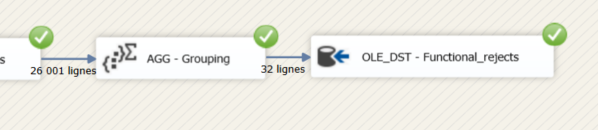 s
AGG - Grouping
OLE_DST - Functional_rejects
26 001 lignes
32 lignes